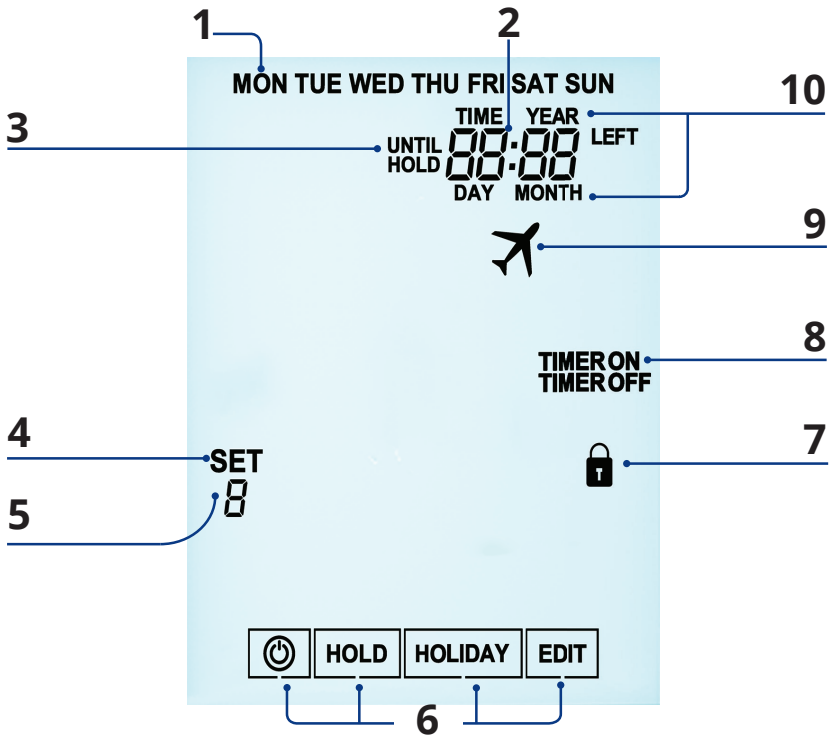 1
2
MON TUE WED THU FRI SAT SUN
10
TIME YEAR
3
UNTIL 88:88 LEFT
HOLD
DAY MONTH
9
8
TIMER ON
TIMER OFF
7
4
SET
5
8
HOLD HOLIDAY EDIT
6